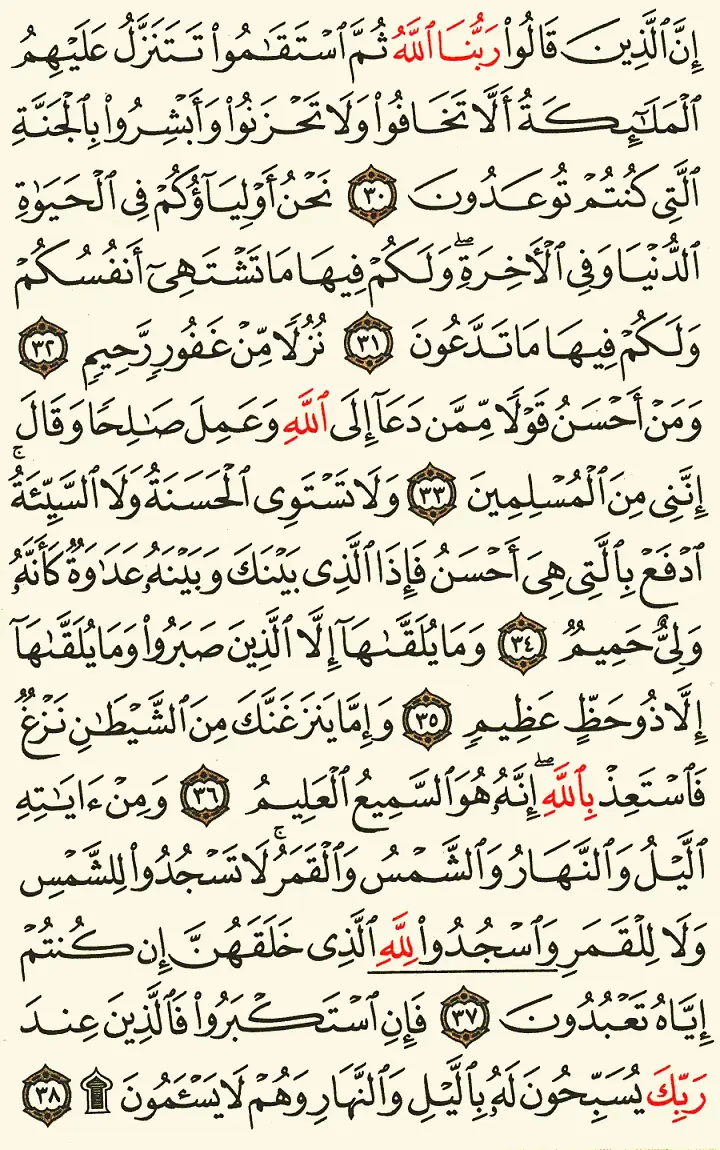 إِنَّ ٱلَّذِينَ قَالُوا۟ رَبُّنَا ٱللَّهُ ثُمَّ ٱسْتَقَـٰمُوا۟ تَتَنَزَّلُ عَلَيْهِمُ
ٱلْمَلَـٰٓئِكَةُ أَلَّا تَخَافُوا۟ وَلَا تَحْزَنُوا۟ وَأَبْشِرُوا۟ بِٱلْجَنَّةِ
ٱلَّتِى كُنتُمْ تُوعَدُونَ ٣٠ نَحْنُ أَوْلِيَآؤُكُمْ فِى ٱلْحَيَوٰةِ
ٱلدُّنْيَا وَفِى ٱلْـَٔاخِرَةِ ۖ وَلَكُمْ فِيهَا مَا تَشْتَهِىٓ أَنفُسُكُمْ
وَلَكُمْ فِيهَا مَا تَدَّعُونَ ٣١ نُزُلًا مِّنْ غَفُورٍ رَّحِيمٍ ٣٢
وَمَنْ أَحْسَنُ قَوْلًا مِّمَّن دَعَآ إِلَى ٱللَّهِ وَعَمِلَ صَـٰلِحًا وَقَالَ
إِنَّنِى مِنَ ٱلْمُسْلِمِينَ ٣٣ وَلَا تَسْتَوِى ٱلْحَسَنَةُ وَلَا ٱلسَّيِّئَةُ ۚ
ٱدْفَعْ بِٱلَّتِى هِىَ أَحْسَنُ فَإِذَا ٱلَّذِى بَيْنَكَ وَبَيْنَهُۥ عَدَٰوَةٌ كَأَنَّهُۥ
وَلِىٌّ حَمِيمٌ ٣٤ وَمَا يُلَقَّىٰهَآ إِلَّا ٱلَّذِينَ صَبَرُوا۟ وَمَا يُلَقَّىٰهَآ
إِلَّا ذُو حَظٍّ عَظِيمٍ ٣٥ وَإِمَّا يَنزَغَنَّكَ مِنَ ٱلشَّيْطَـٰنِ نَزْغٌ
فَٱسْتَعِذْ بِٱللَّهِ ۖ إِنَّهُۥ هُوَ ٱلسَّمِيعُ ٱلْعَلِيمُ ٣٦ وَمِنْ ءَايَـٰتِهِ
ٱلَّيْلُ وَٱلنَّهَارُ وَٱلشَّمْسُ وَٱلْقَمَرُ ۚ لَا تَسْجُدُوا۟ لِلشَّمْسِ
وَلَا لِلْقَمَرِ وَٱسْجُدُوا۟ لِلَّهِ ٱلَّذِى خَلَقَهُنَّ إِن كُنتُمْ
إِيَّاهُ تَعْبُدُونَ ٣٧ فَإِنِ ٱسْتَكْبَرُوا۟ فَٱلَّذِينَ عِندَ
رَبِّكَ يُسَبِّحُونَ لَهُۥ بِٱلَّيْلِ وَٱلنَّهَارِ وَهُمْ لَا يَسْـَٔمُونَ ۩ ٣٨